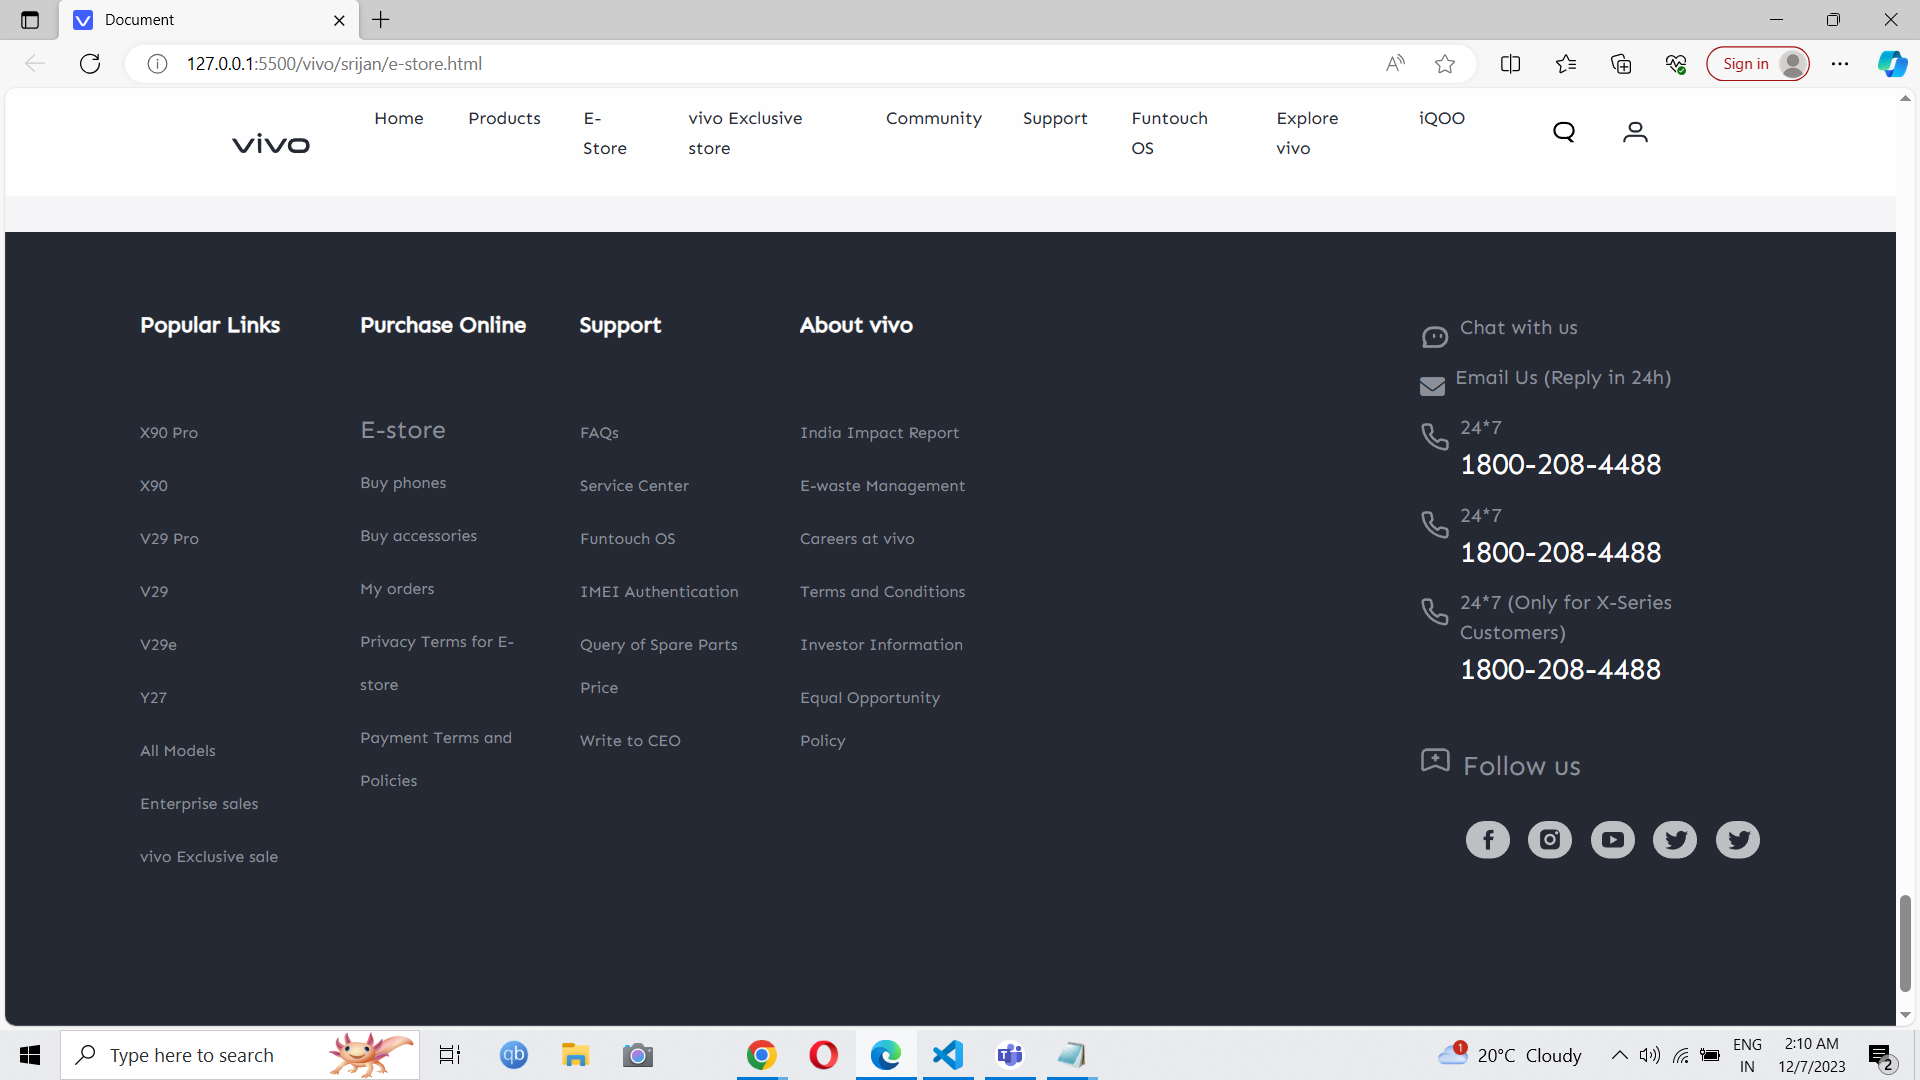 Document
127.0.0.1:5500/vivo/srijan/e-store.html
Sign in
vivo
Home
Products
E-
Store
vivo Exclusive
store
Community
Support
Funtouch
OS
Explore
vivo
iQOO
Popular Links
X90 Pro
X90
V29 Pro
V29
V29e
Y27
All Models
Enterprise sales
vivo Exclusive sale
Purchase Online
E-store
Buy phones
Buy accessories
My orders
Privacy Terms for E-
store
Payment Terms and
Policies
Support
FAQs
Service Center
Funtouch OS
IMEI Authentication
Query of Spare Parts
Price
Write to CEO
About vivo
India Impact Report
E-waste Management
Careers at vivo
Terms and Conditions
Investor Information
Equal Opportunity
Policy
Chat with us
Email Us (Reply in 24h)
24*7
1800-208-4488
24*7
1800-208-4488
24*7 (Only for X-Series
Customers)
1800-208-4488
Follow us
Type here to search
qb
1
20°C Cloudy
ENG
IN
2:10 AM
12/7/2023
2